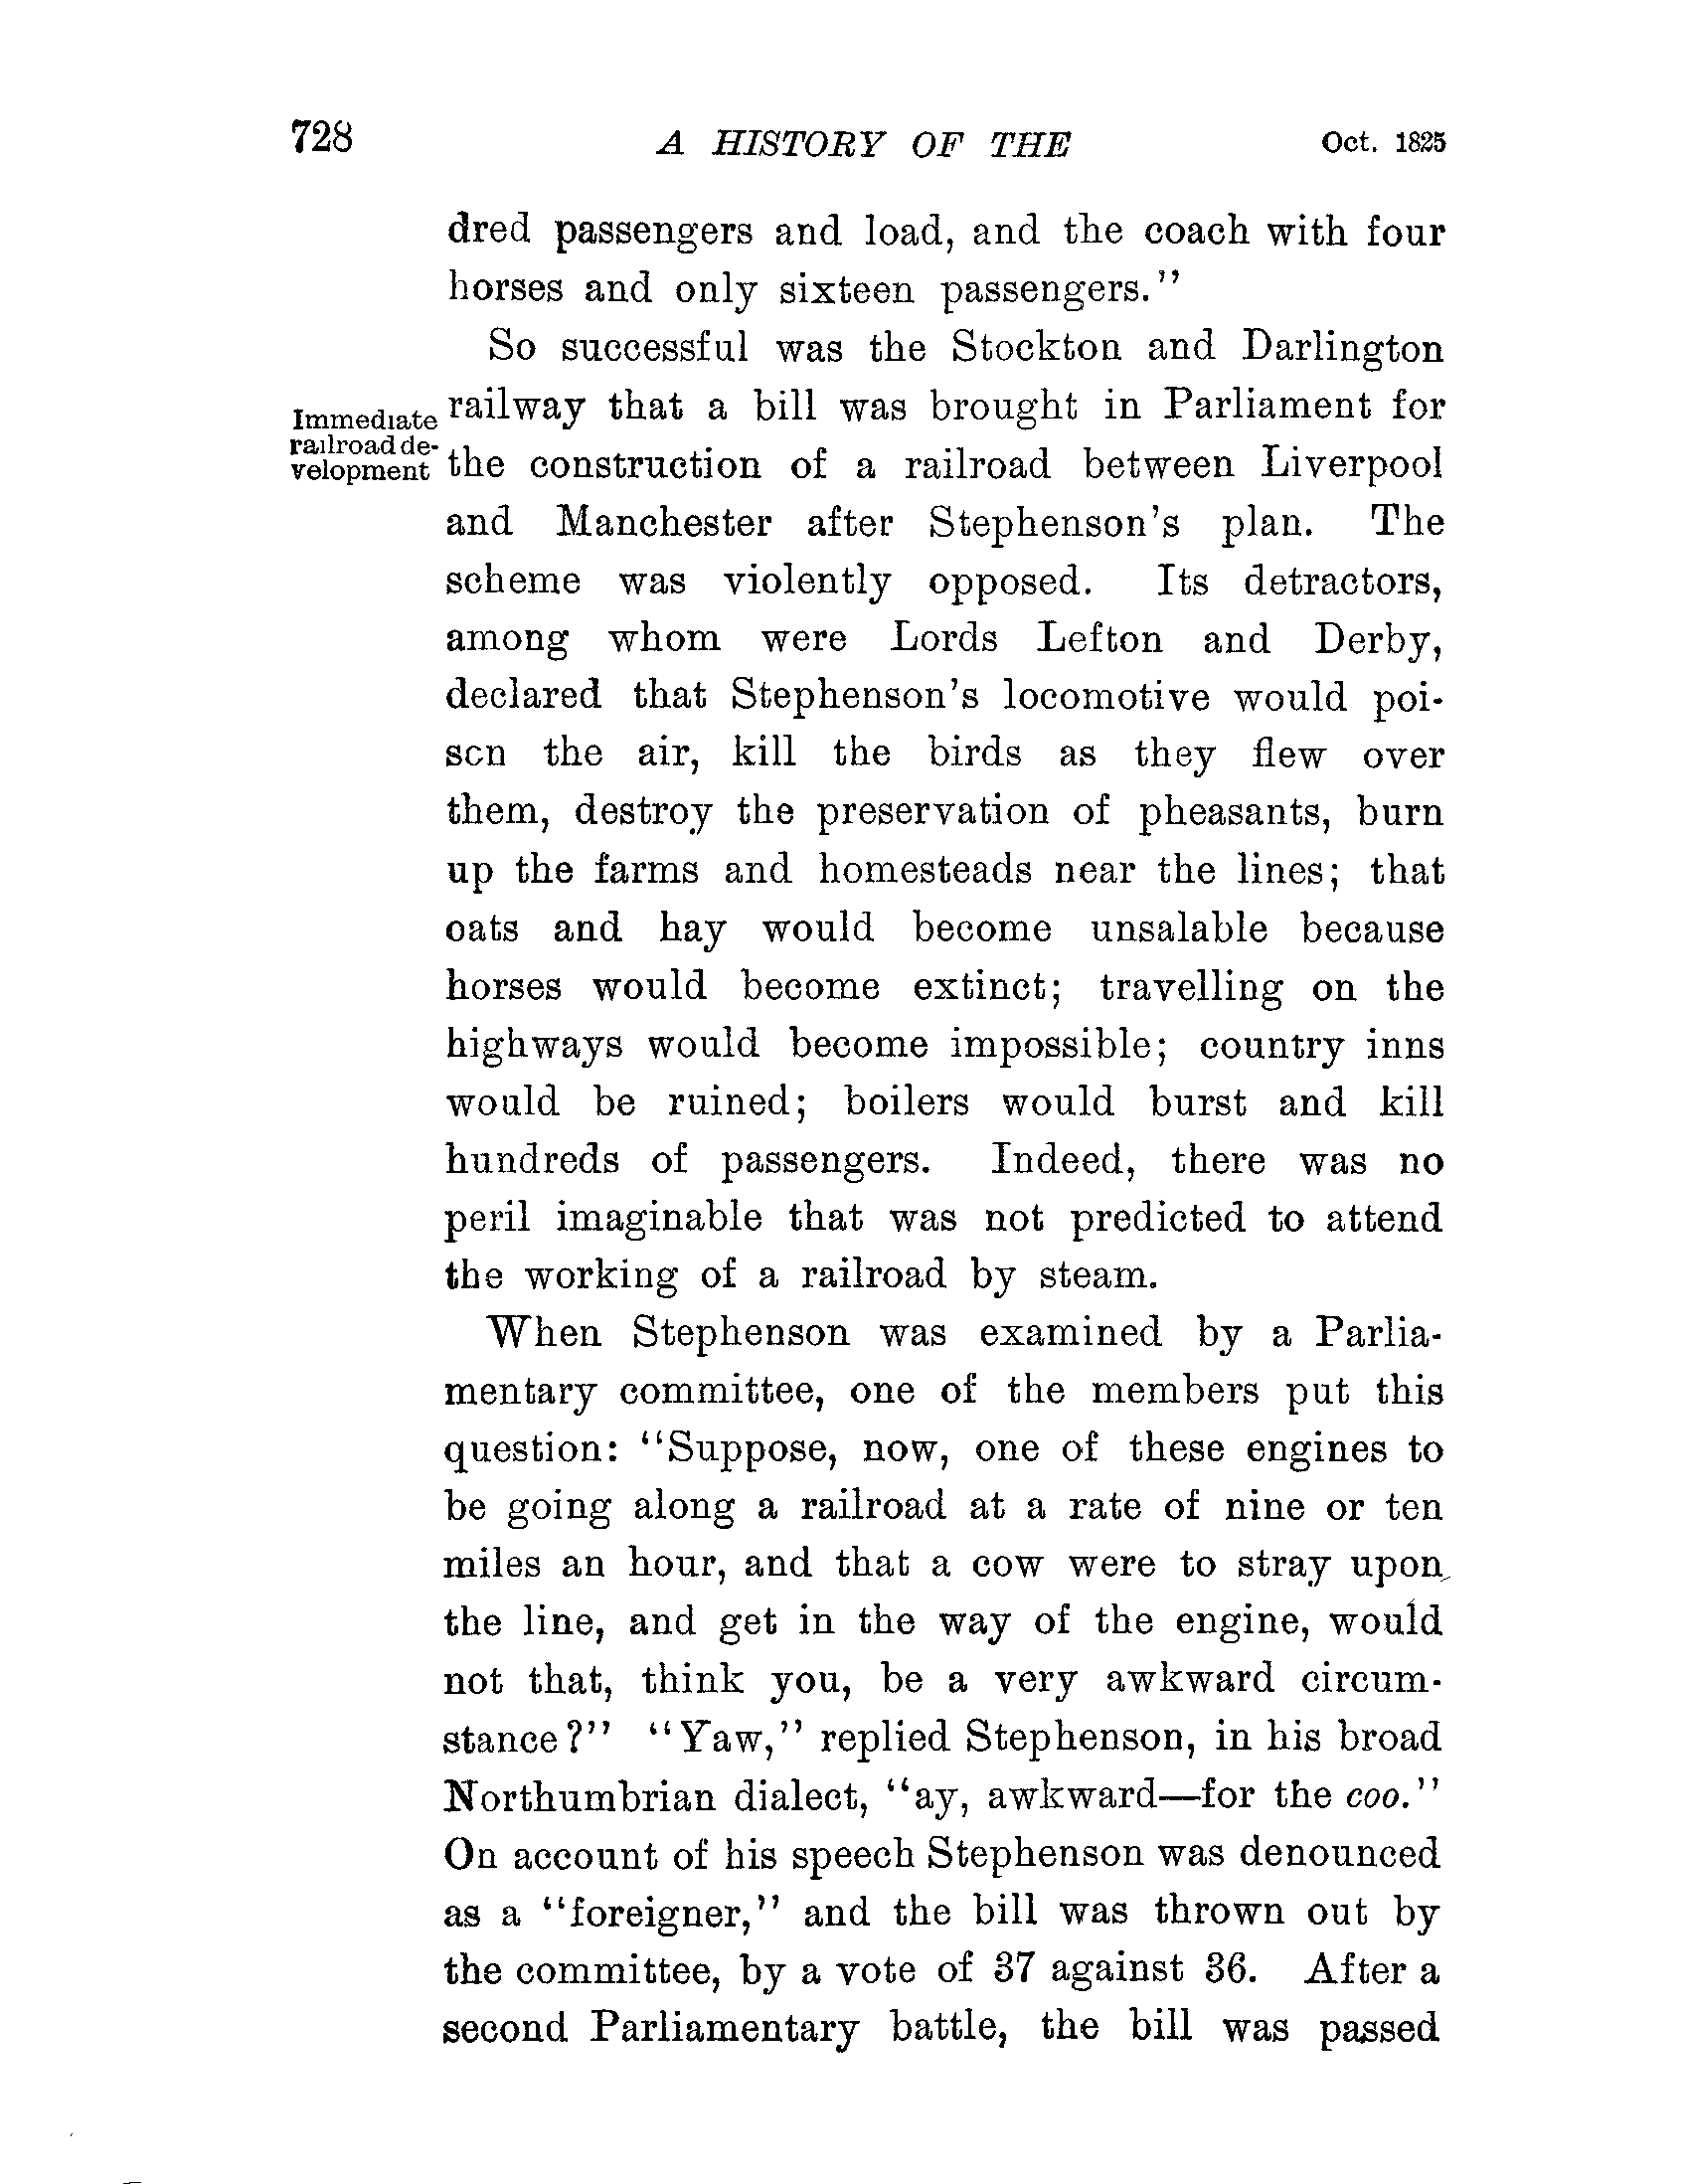 728 A HISTORY OF THE Oct. 1825
dred passengers and load, and the coach with four
horses and only sixteen passengers."
So successful was the Stockton and Darlington
Immediate
railroad de-
velopment
railway that a bill was brought in Parliament for
the construction of a railroad between Liverpool
and Manchester after Stephenson's plan. The
scheme was violently opposed. Its detractors,
among whom were Lords Lefton and Derby,
declared that Stephenson's locomotive would poi-
son the air, kill the birds as they flew over
them, destroy the preservation of pheasants, burn
up the farms and homesteads near the lines; that
oats and hay would become unsalable because
horses would become extinct; travelling on the
highways would become impossible; country inns
would be ruined; boilers would burst and kill
hundreds of passengers. Indeed, there was no
peril imaginable that was not predicted to attend
the working of a railroad by steam.
When Stephenson was examined by a Parlia-
mentary committee, one of the members put this
question: "Suppose, now, one of these engines to
be going along a railroad at a rate of nine or ten
miles an hour, and that a cow were to stray upon
the line, and get in the way of the engine, would
not that, think you, be a very awkward circum-
stance?" "Yaw," replied Stephenson, in his broad
Northumbrian dialect, "ay, awkward—for the coo."
On account of his speech Stephenson was denounced
as a "foreigner," and the bill was thrown out by
the committee, by a vote of 37 against 36. After a
second Parliamentary battle, the bill was passed